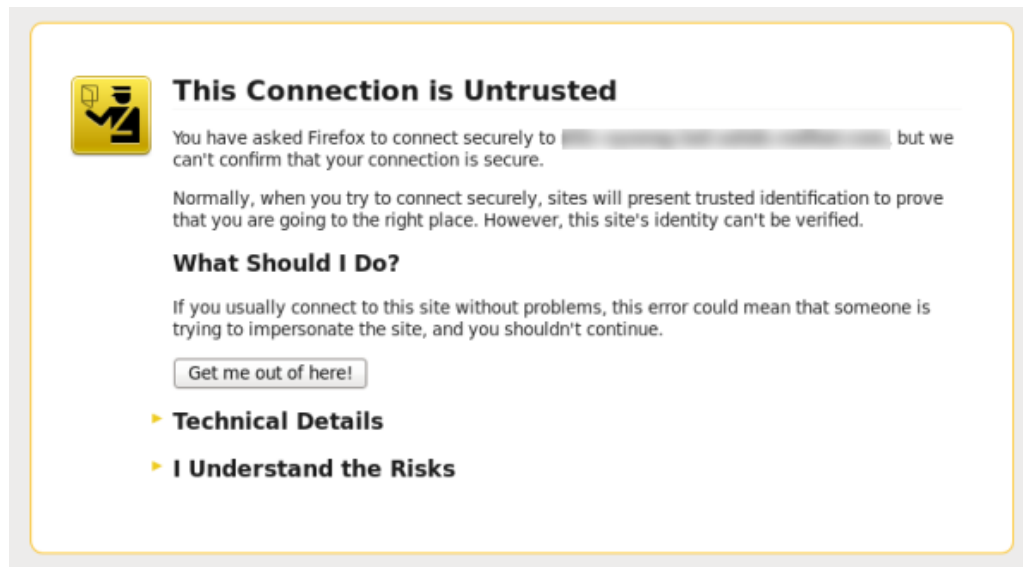 This Connection is Untrusted
You have asked Firefox to connect securely to , but we
can't confirm that your connection is secure.
Normally, when you try to connect securely, sites will present trusted identification to prove
that you are going to the right place. However, this site's identity can't be verified.
What Should I Do?
If you usually connect to this site without problems, this error could mean that someone is
trying to impersonate the site, and you shouldn't continue.
Get me out of here!
Technical Details
I Understand the Risks